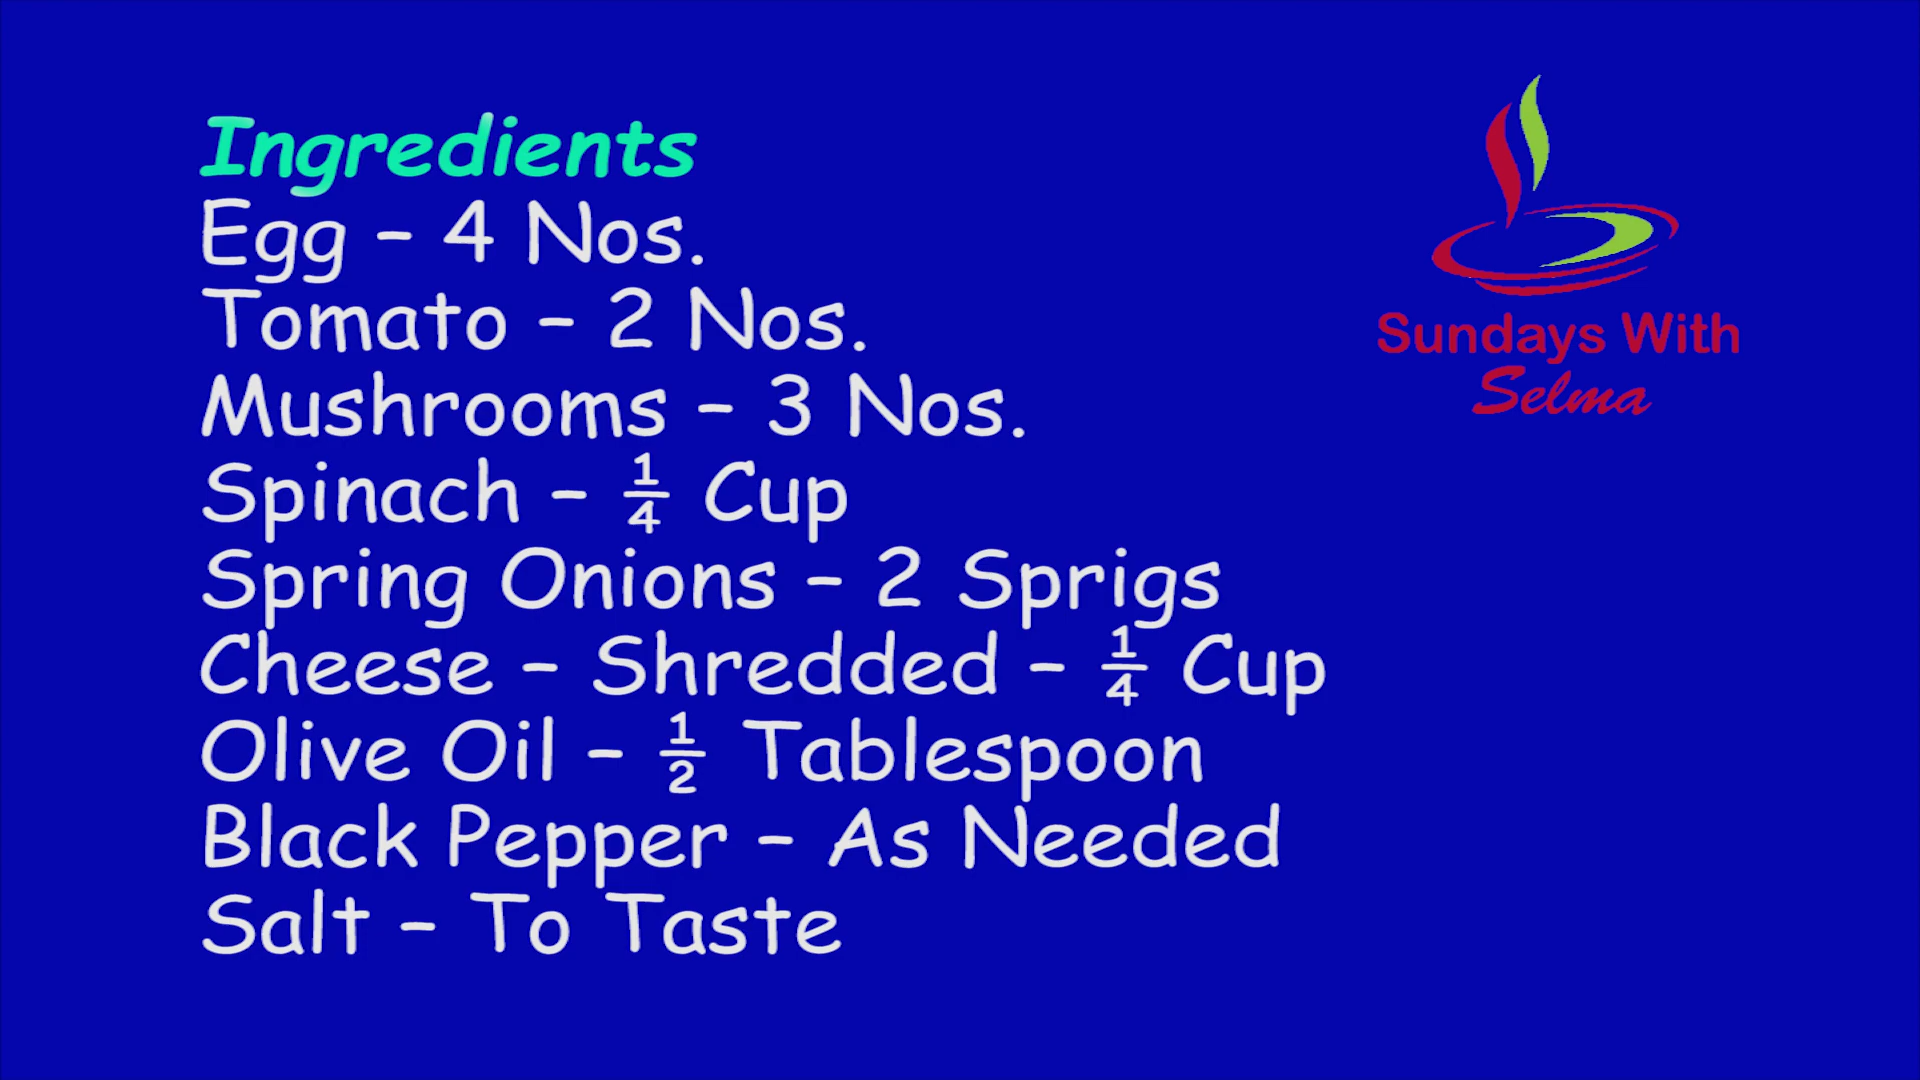 Ingredients
Egg – 4 Nos.
Tomato – 2 Nos.
Mushrooms – 3 Nos.
Spinach – ¼ Cup
Spring Onions – 2 Sprigs
Cheese – Shredded – ¼ Cup
Olive Oil – ½ Tablespoon
Black Pepper – As Needed
Salt – To Taste
Sundays With
Selma